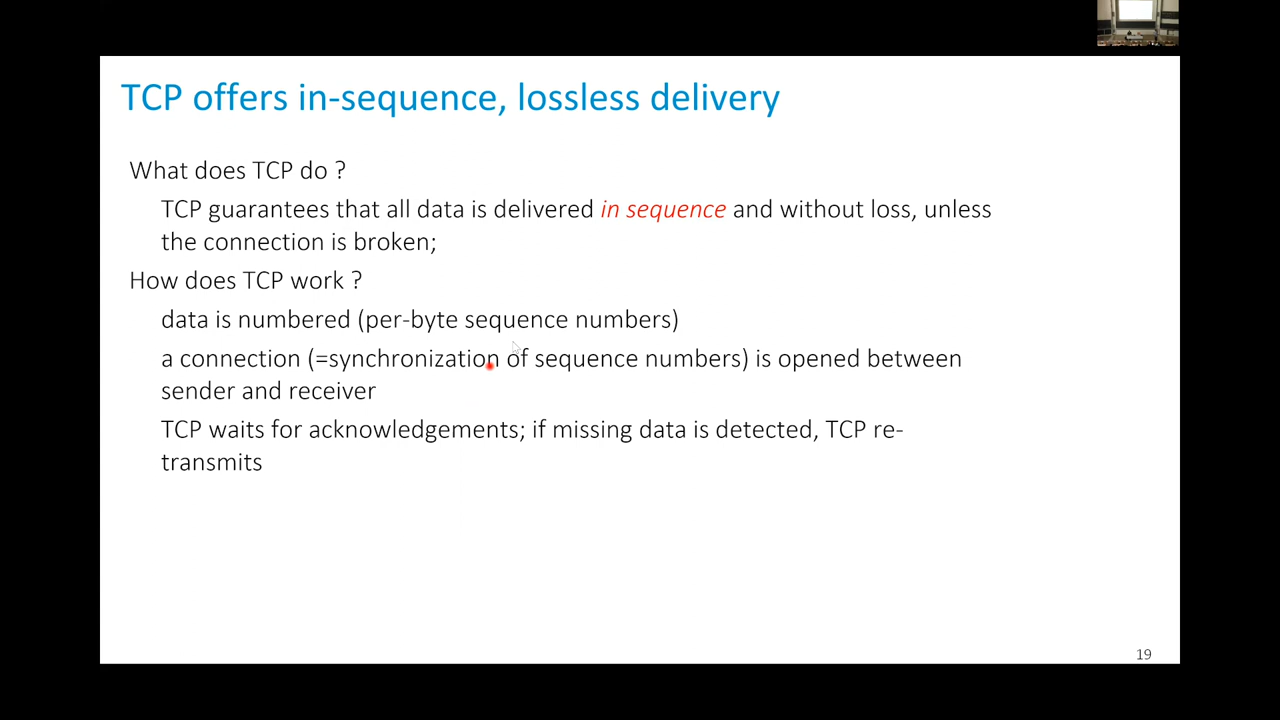 TCP offers in-sequence, lossless delivery
What does TCP do ?
TCP guarantees that all data is delivered in sequence and without loss, unless
the connection is broken;
How does TCP work ?
data is numbered (per-byte sequence numbers)
a connection (=synchronization of sequence numbers) is opened between
sender and receiver
TCP waits for acknowledgements; if missing data is detected, TCP re-
transmits
19